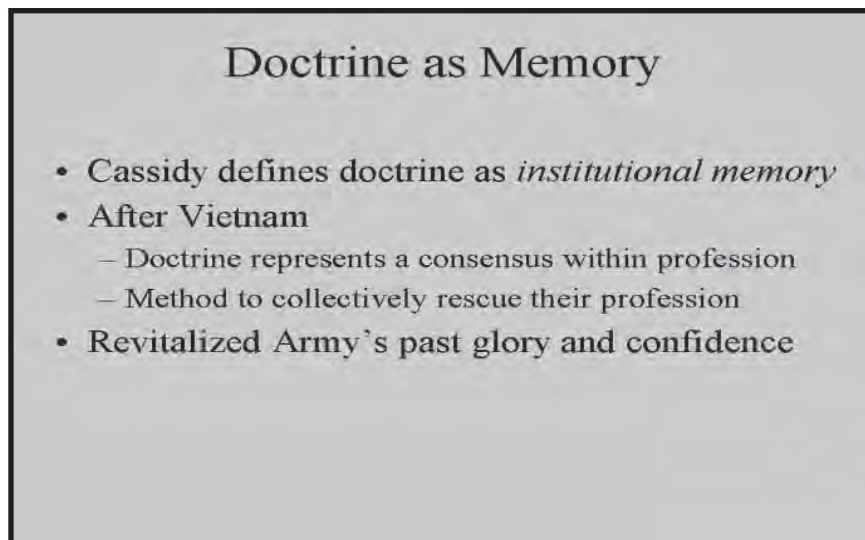 Doctrine as Memory
• Cassidy defines doctrine as institutional memory
• After Vietnam
– Doctrine represents a consensus within profession
– Method to collectively rescue their profession
• Revitalized Army's past glory and confidence